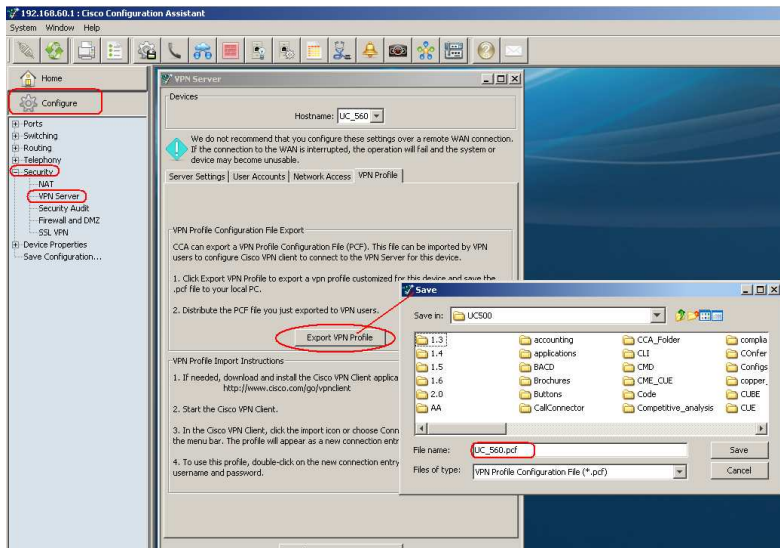 192.168.60.1 : Cisco Configuration Assistant
System Window Help
Home
Configure
Ports
Switching
Routing
Telephony
Security
NAT
VPN Server
Security Audit
Firewall and DMZ
SSL VPN
Device Properties
Save Configuration...
VPN Server
Devices
Hostname: UC_560
We do not recommend that you configure these settings over a remote WAN connection.
If the connection to the WAN is interrupted, the operation will fail and the system or
device may become unusable.
Server Settings User Accounts Network Access VPN Profile
VPN Profile Configuration File Export
CCA can export a VPN Profile Configuration File (PCF). This file can be imported by VPN
users to configure Cisco VPN client to connect to the VPN Server for this device.
1. Click Export VPN Profile to export a vpn profile customized for this device and save the
.pcf file to your local PC.
2. Distribute the PCF file you just exported to VPN users.
Export VPN Profile
VPN Profile Import Instructions
1. If needed, download and install the Cisco VPN Client applica
http://www.cisco.com/go/vpnclient
2. Start the Cisco VPN Client.
3. In the Cisco VPN Client, click the import icon or choose Conn
the menu bar. The profile will appear as a new connection entr
4. To use this profile, double-click on the new connection entry
username and password.
Save
Save in: UC500
1.3 accounting CCA_Folder complia
1.4 applications CLI COnfer
1.5 BACD CMD Configs
1.6 Brochures CME_CUE copper_
2.0 Buttons Code CUBE
AA CallConnector Competitive_analysis CUE
File name: UC_560.pcf Save
Files of type: VPN Profile Configuration File (*.pcf) Cancel